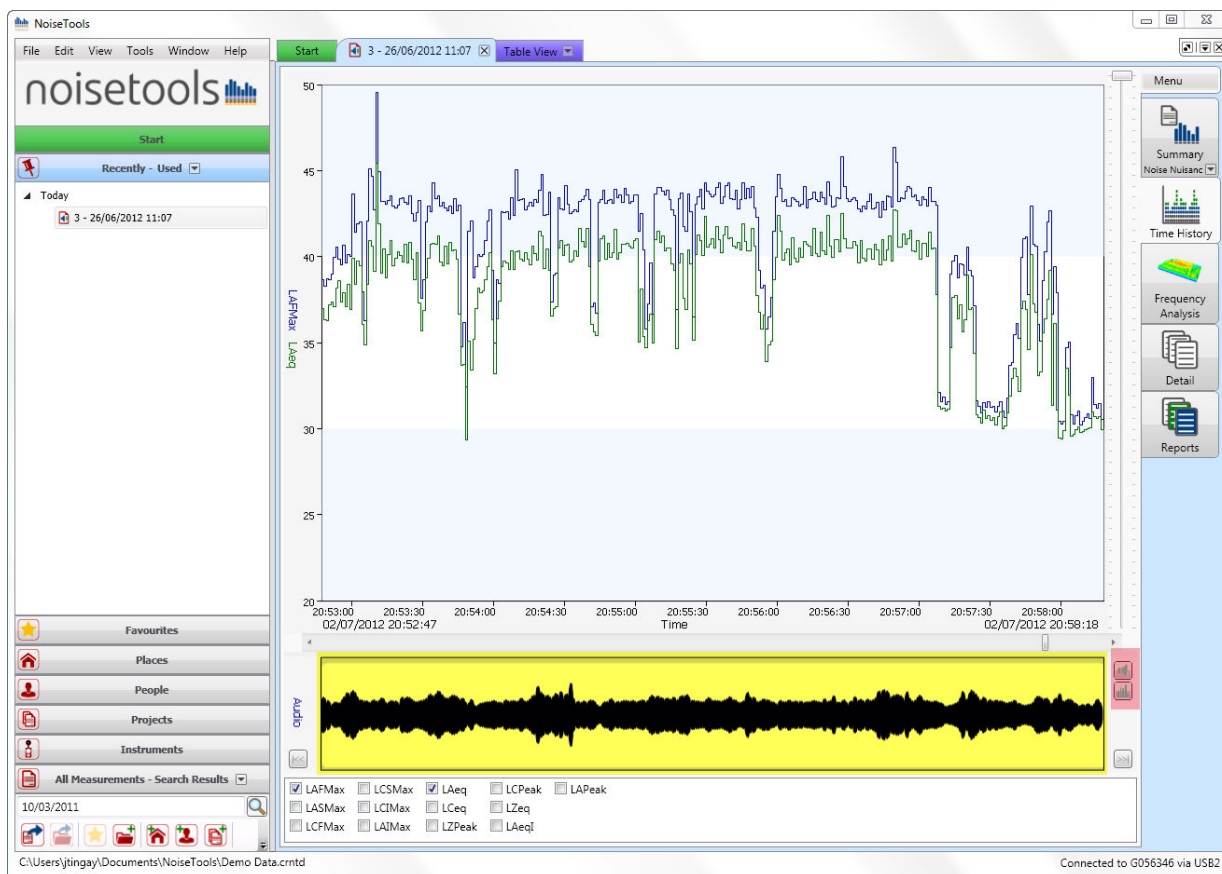 NoiseTools
File Edit View Tools Window Help
noisetools
Start
Recently - Used
Today
3 - 26/06/2012 11:07
Favourites
Places
People
Projects
Instruments
All Measurements - Search Results
10/03/2011
Start
3 - 26/06/2012 11:07
Table View
50
45
40
35
30
25
20
LAFMax LAeq
20:53:00 20:53:30 20:54:00 20:54:30 20:55:00 20:55:30 20:56:00 20:56:30 20:57:00 20:57:30 20:58:00
02/07/2012 20:52:47 Time 02/07/2012 20:58:18
Audio
LAFMax LCSMax LAeq LCPeak LAPeak
LASMax LCIMax LCeq LZeq
LCFMax LAIMax LZPeak LAeqI
Menu
Summary
Noise Nuisanc
Time History
Frequency
Analysis
Detail
Reports
C:\Users\jtingay\Documents\NoiseTools\Demo Data.crntd
Connected to G056346 via USB2